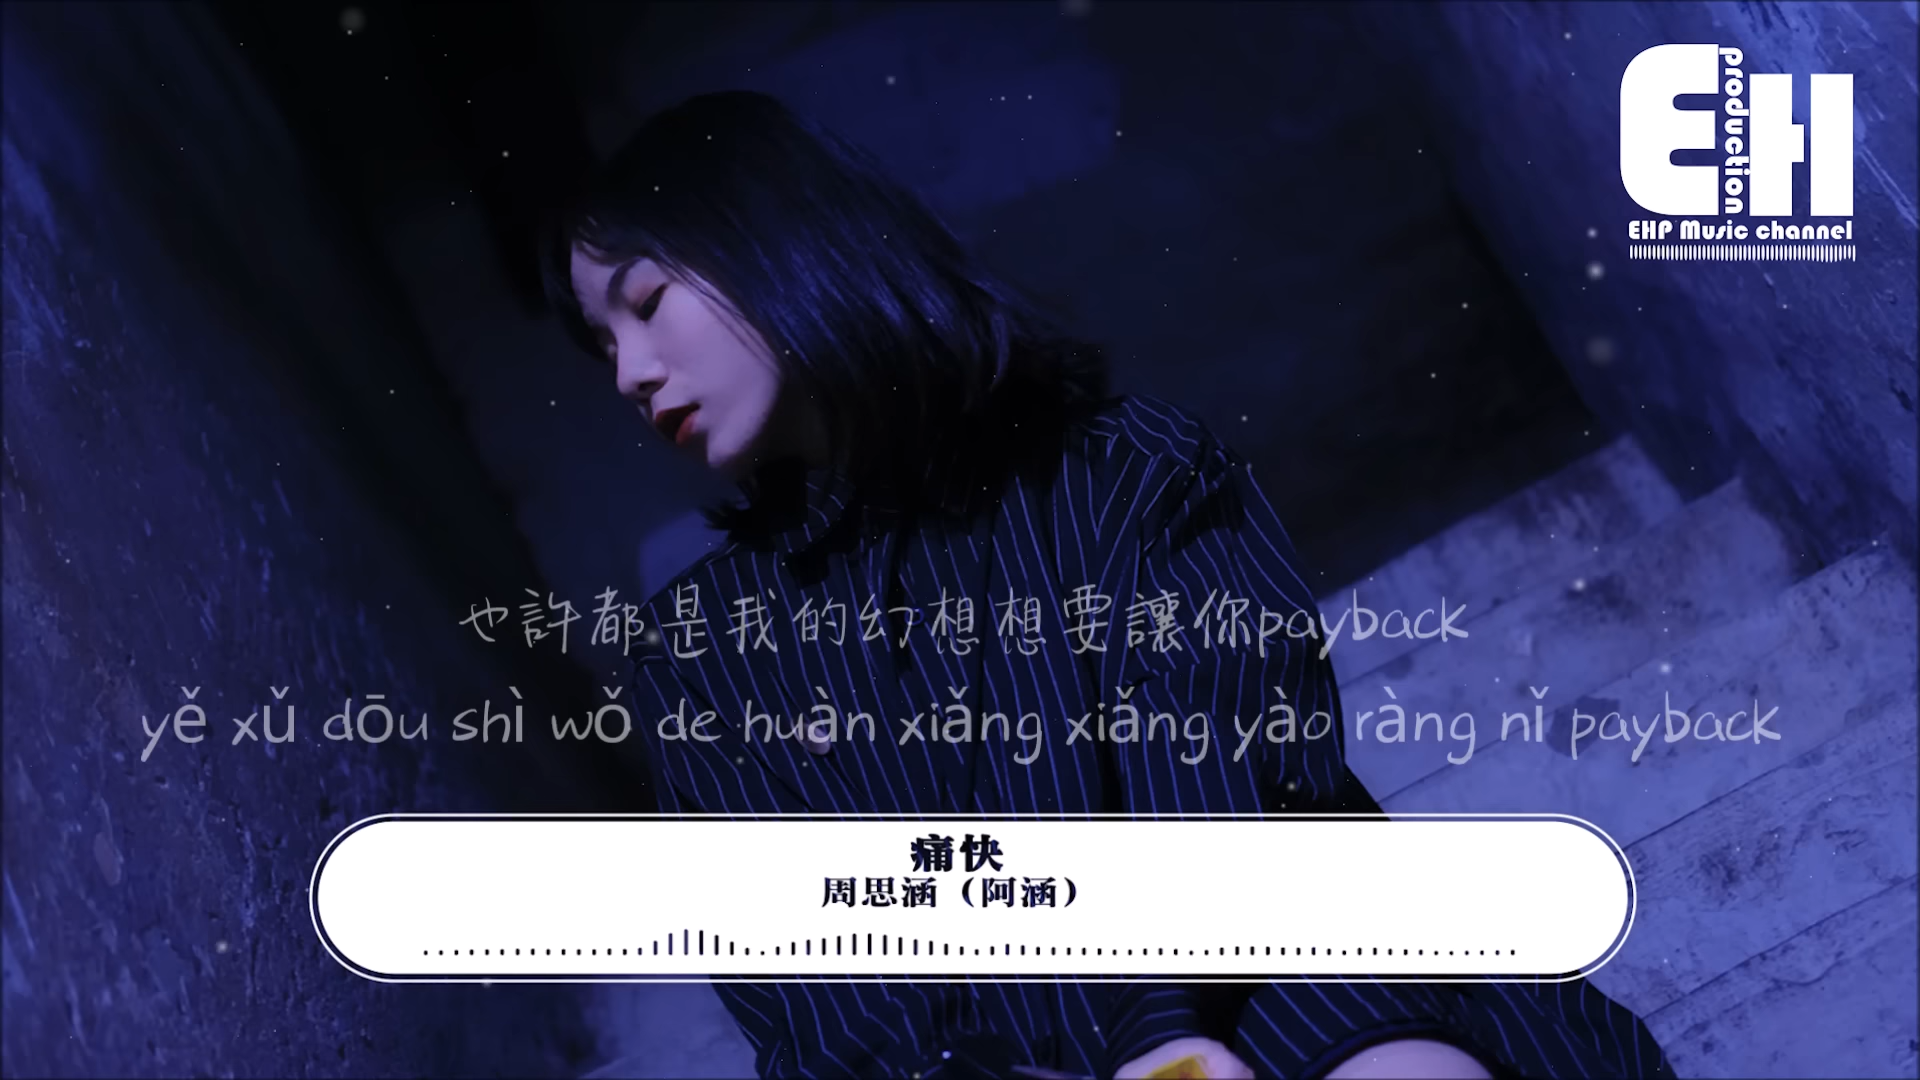 EH
production
EHP Music channel
也許都是我的幻想想要讓你payback
yě xǔ dōu shì wǒ de huàn xiǎng xiǎng yào ràng nǐ payback
痛快
周思涵（阿涵）